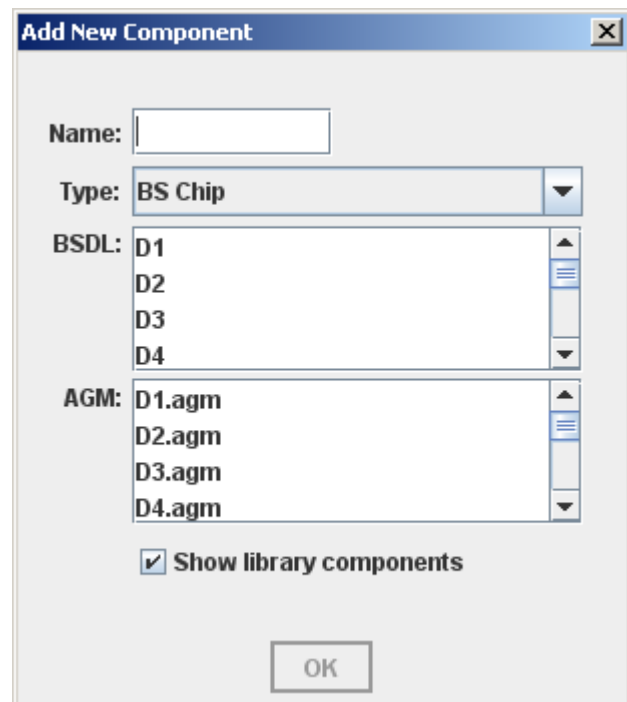 Add New Component
Name:
Type: BS Chip
BSDL: D1
D2
D3
D4
AGM: D1.agm
D2.agm
D3.agm
D4.agm
Show library components
OK